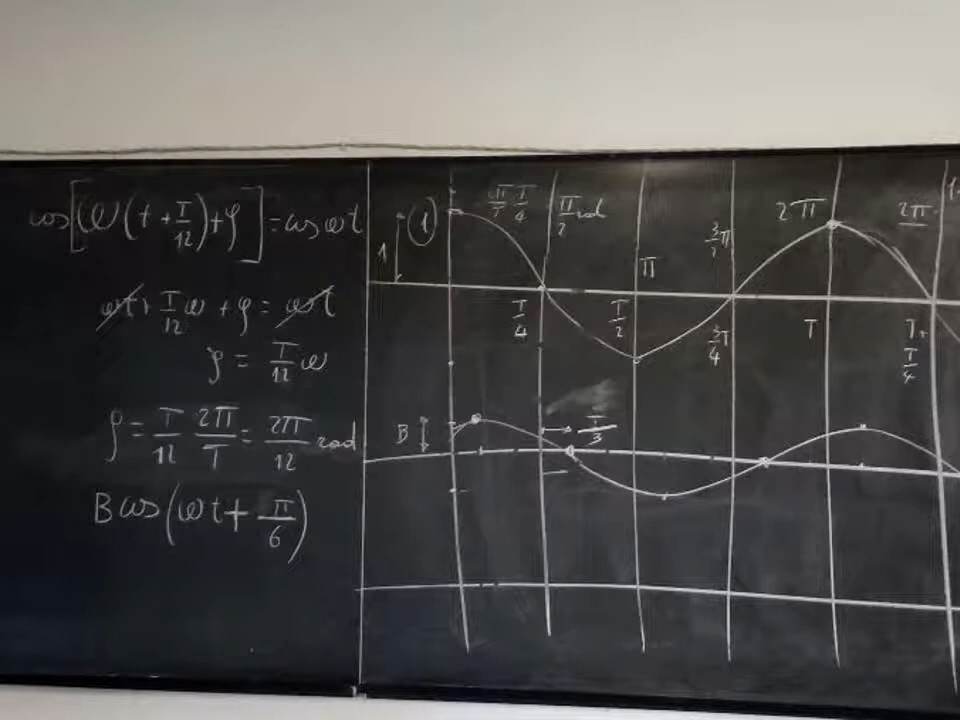 cos[(ω(t+T/12)+φ] = cos ωt
ωt + T/12 ω + φ = ωt
φ = T/12 ω
φ = T/12 2π/T = 2π/12 rad
B cos(ωt + π/6)
1 (1) T/4 π/2 rad 3/2 π 2π 2π
π
T/4 T/2 3/4 T T T+ T/4
B T/3